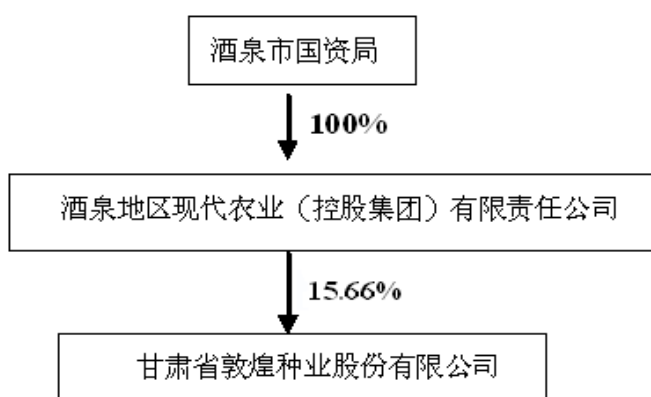 酒泉市国资局
100%
酒泉地区现代农业（控股集团）有限责任公司
15.66%
甘肃省敦煌种业股份有限公司